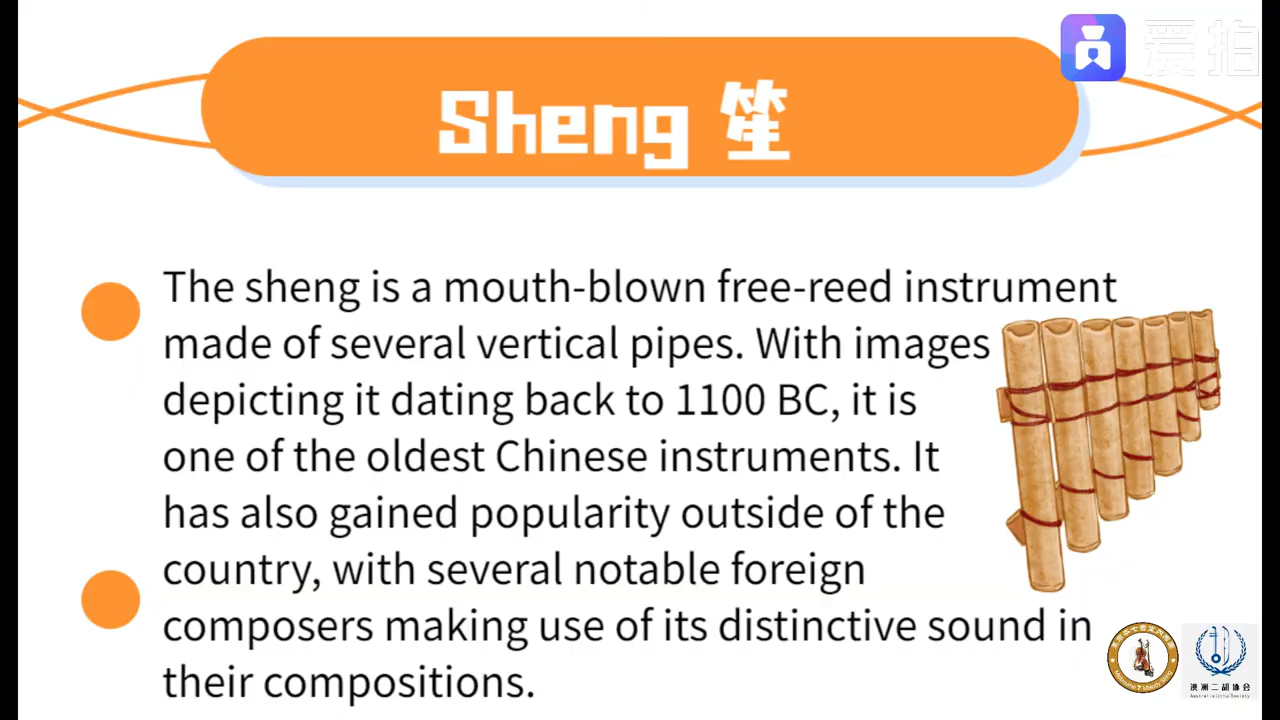 爱拍
Sheng 笙
The sheng is a mouth-blown free-reed instrument
made of several vertical pipes. With images
depicting it dating back to 1100 BC, it is
one of the oldest Chinese instruments. It
has also gained popularity outside of the
country, with several notable foreign
composers making use of its distinctive sound in
their compositions.
澳洲二胡协会